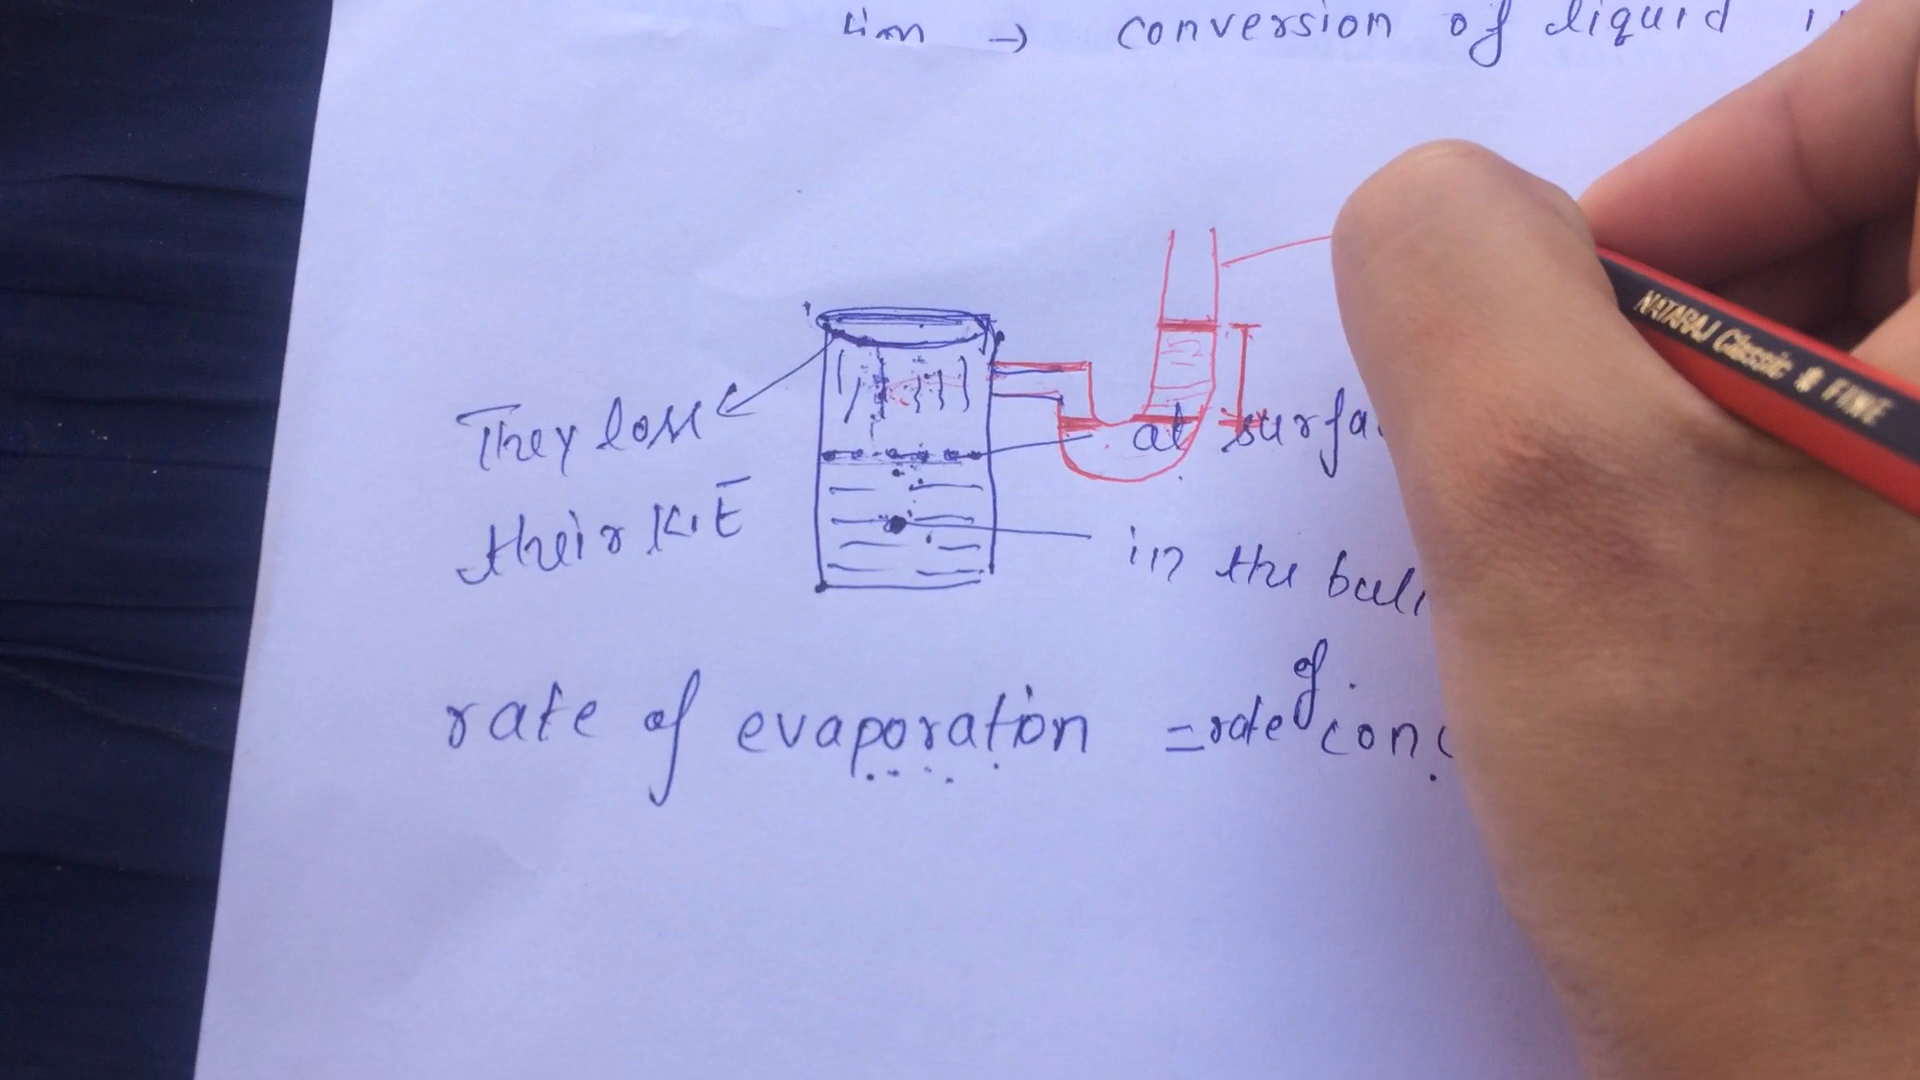 conversion of liquid
They loss
their K.E
at surfa
in the bul
rate of evaporation = rate of con
NATARAJ Classic & FINE